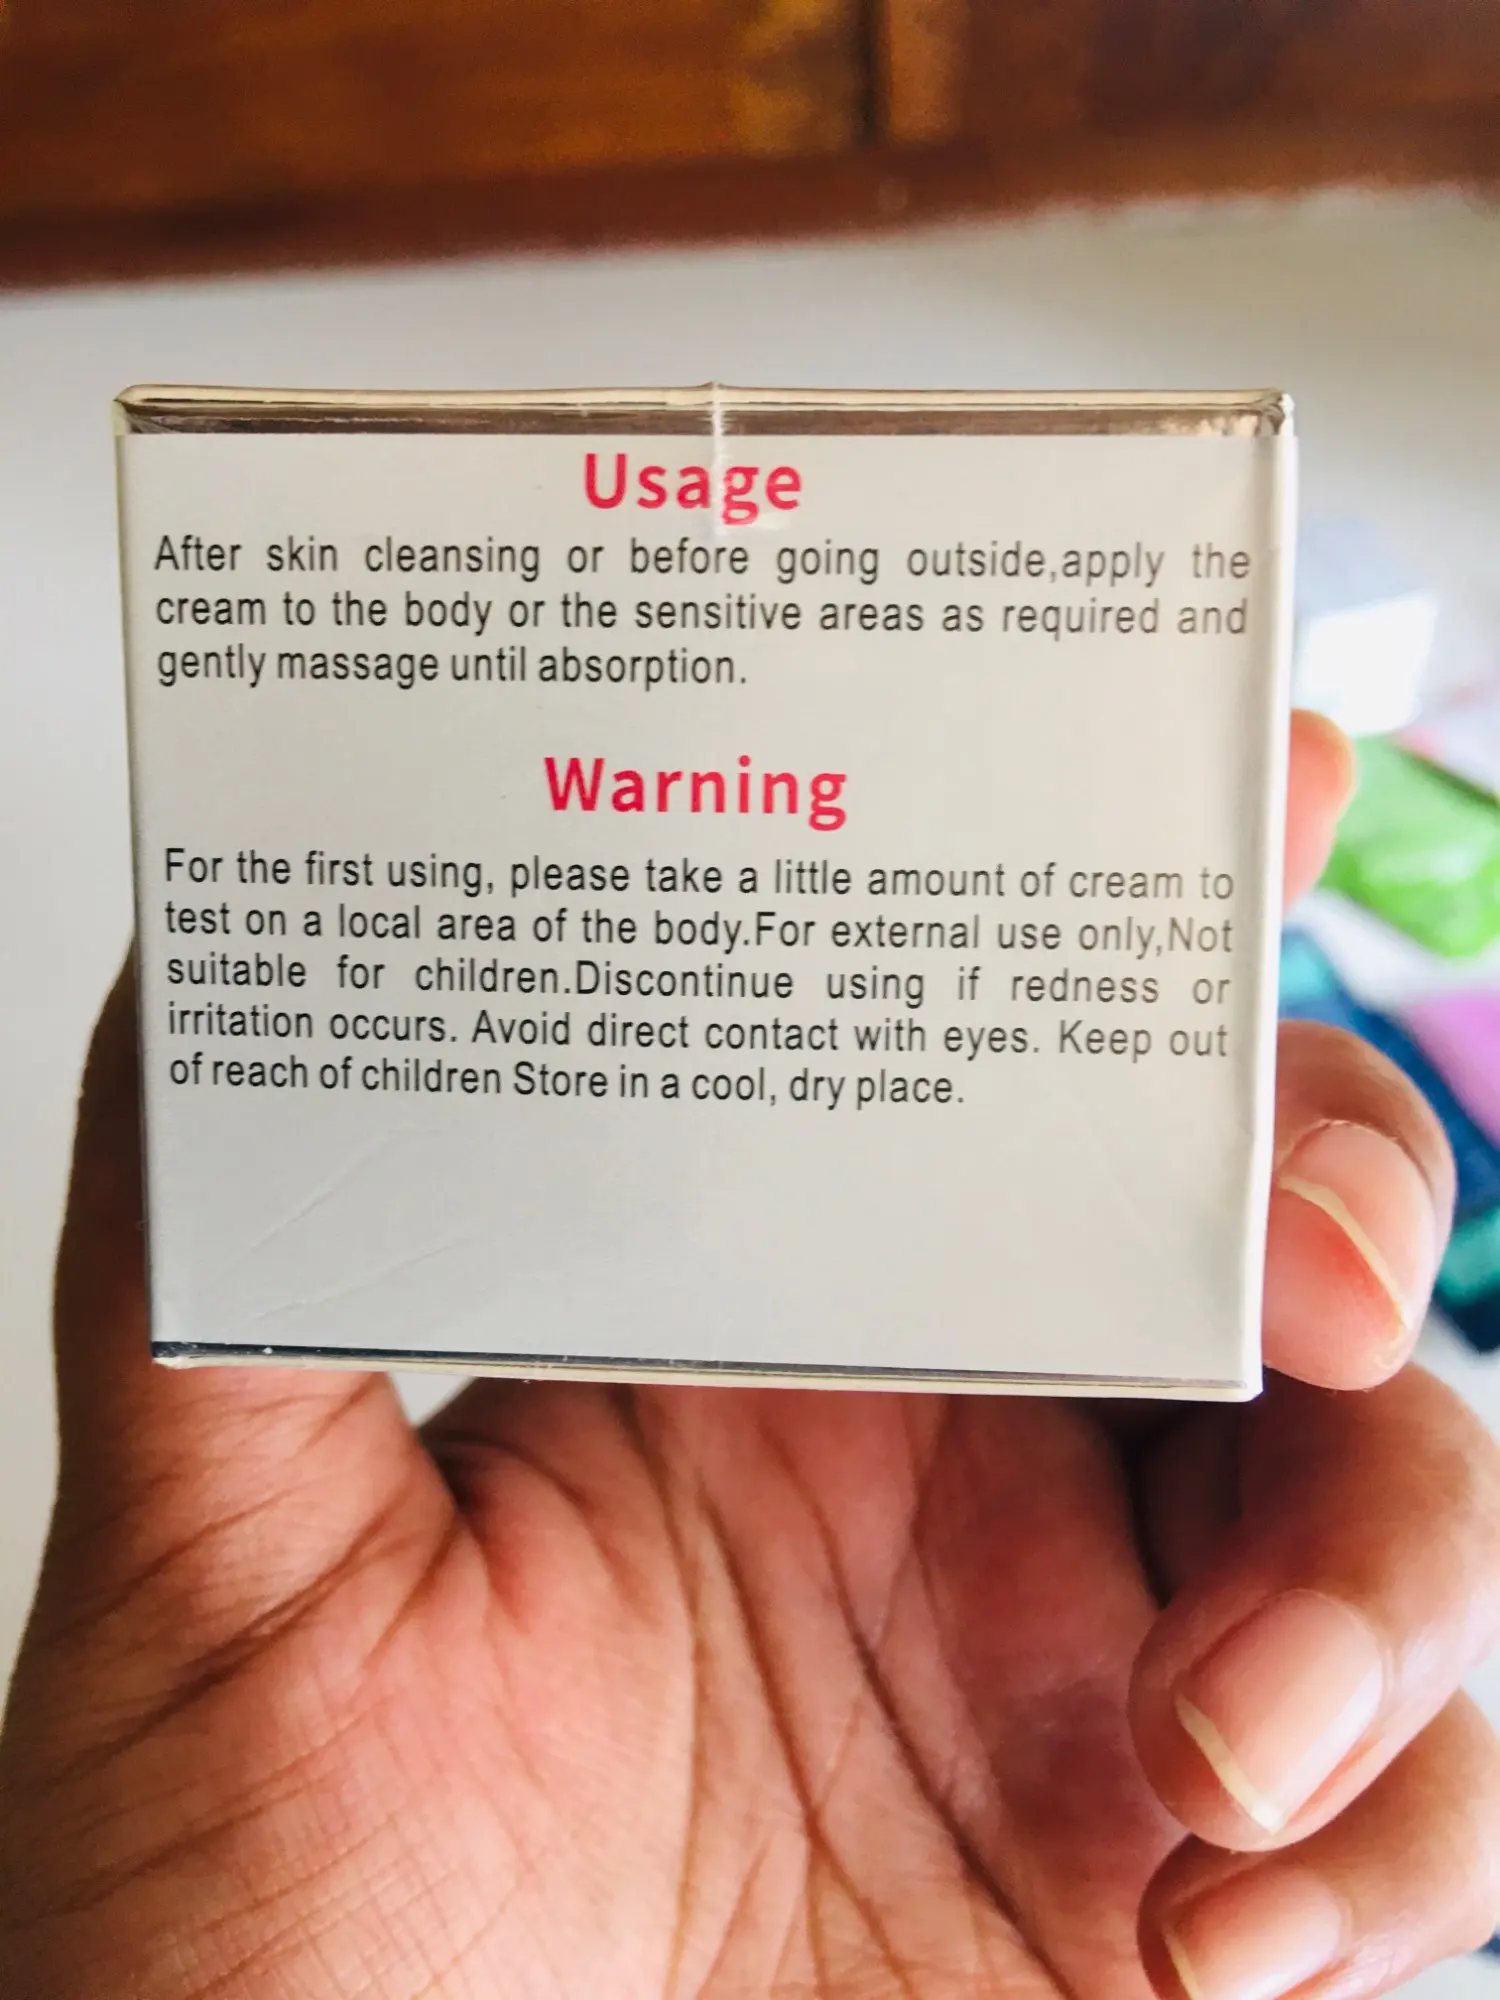 Usage
After skin cleansing or before going outside,apply the
cream to the body or the sensitive areas as required and
gently massage until absorption.
Warning
For the first using, please take a little amount of cream to
test on a local area of the body.For external use only,Not
suitable for children.Discontinue using if redness or
irritation occurs. Avoid direct contact with eyes. Keep out
of reach of children Store in a cool, dry place.